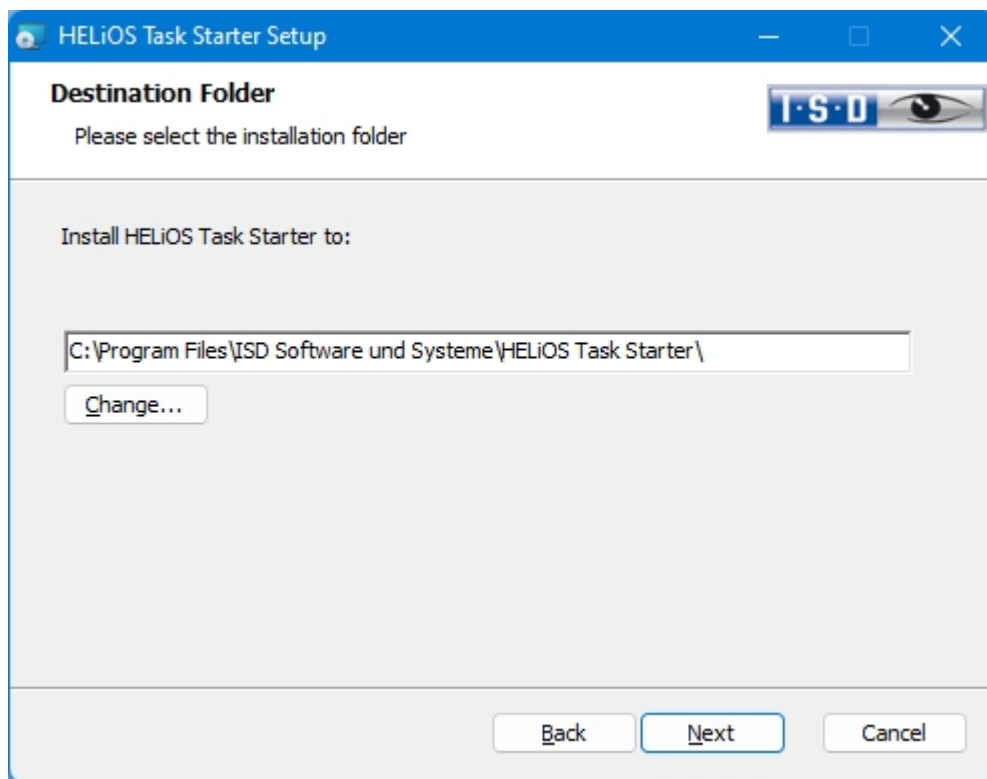 HELiOS Task Starter Setup
Destination Folder
I·S·D
Please select the installation folder
Install HELiOS Task Starter to:
C:\Program Files\ISD Software und Systeme\HELiOS Task Starter\
Change...
Back Next Cancel